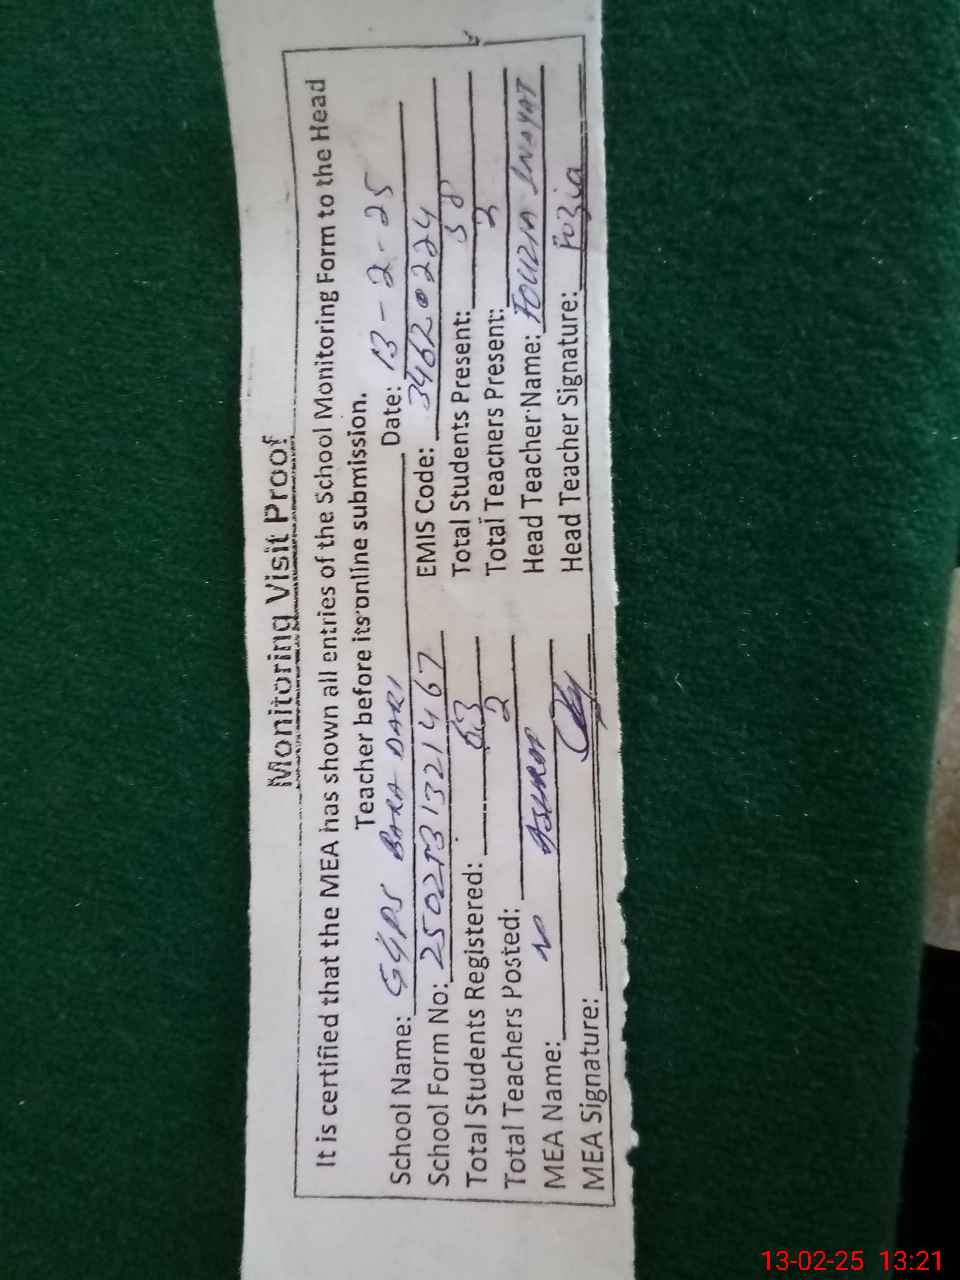 Monitoring Visit Proof
It is certified that the MEA has shown all entries of the School Monitoring Form to the Head
Teacher before its online submission.
School Name: GGPS BARA DARI Date: 13-2-25
School Form No: 2502131321467 EMIS Code: 34620224
Total Students Registered: 63 Total Students Present: 38
Total Teachers Posted: 2 Total Teachers Present: 2
MEA Name: Head Teacher Name: FOUZIA INAYAT
MEA Signature: Head Teacher Signature: Fozia
13-02-25 13:21